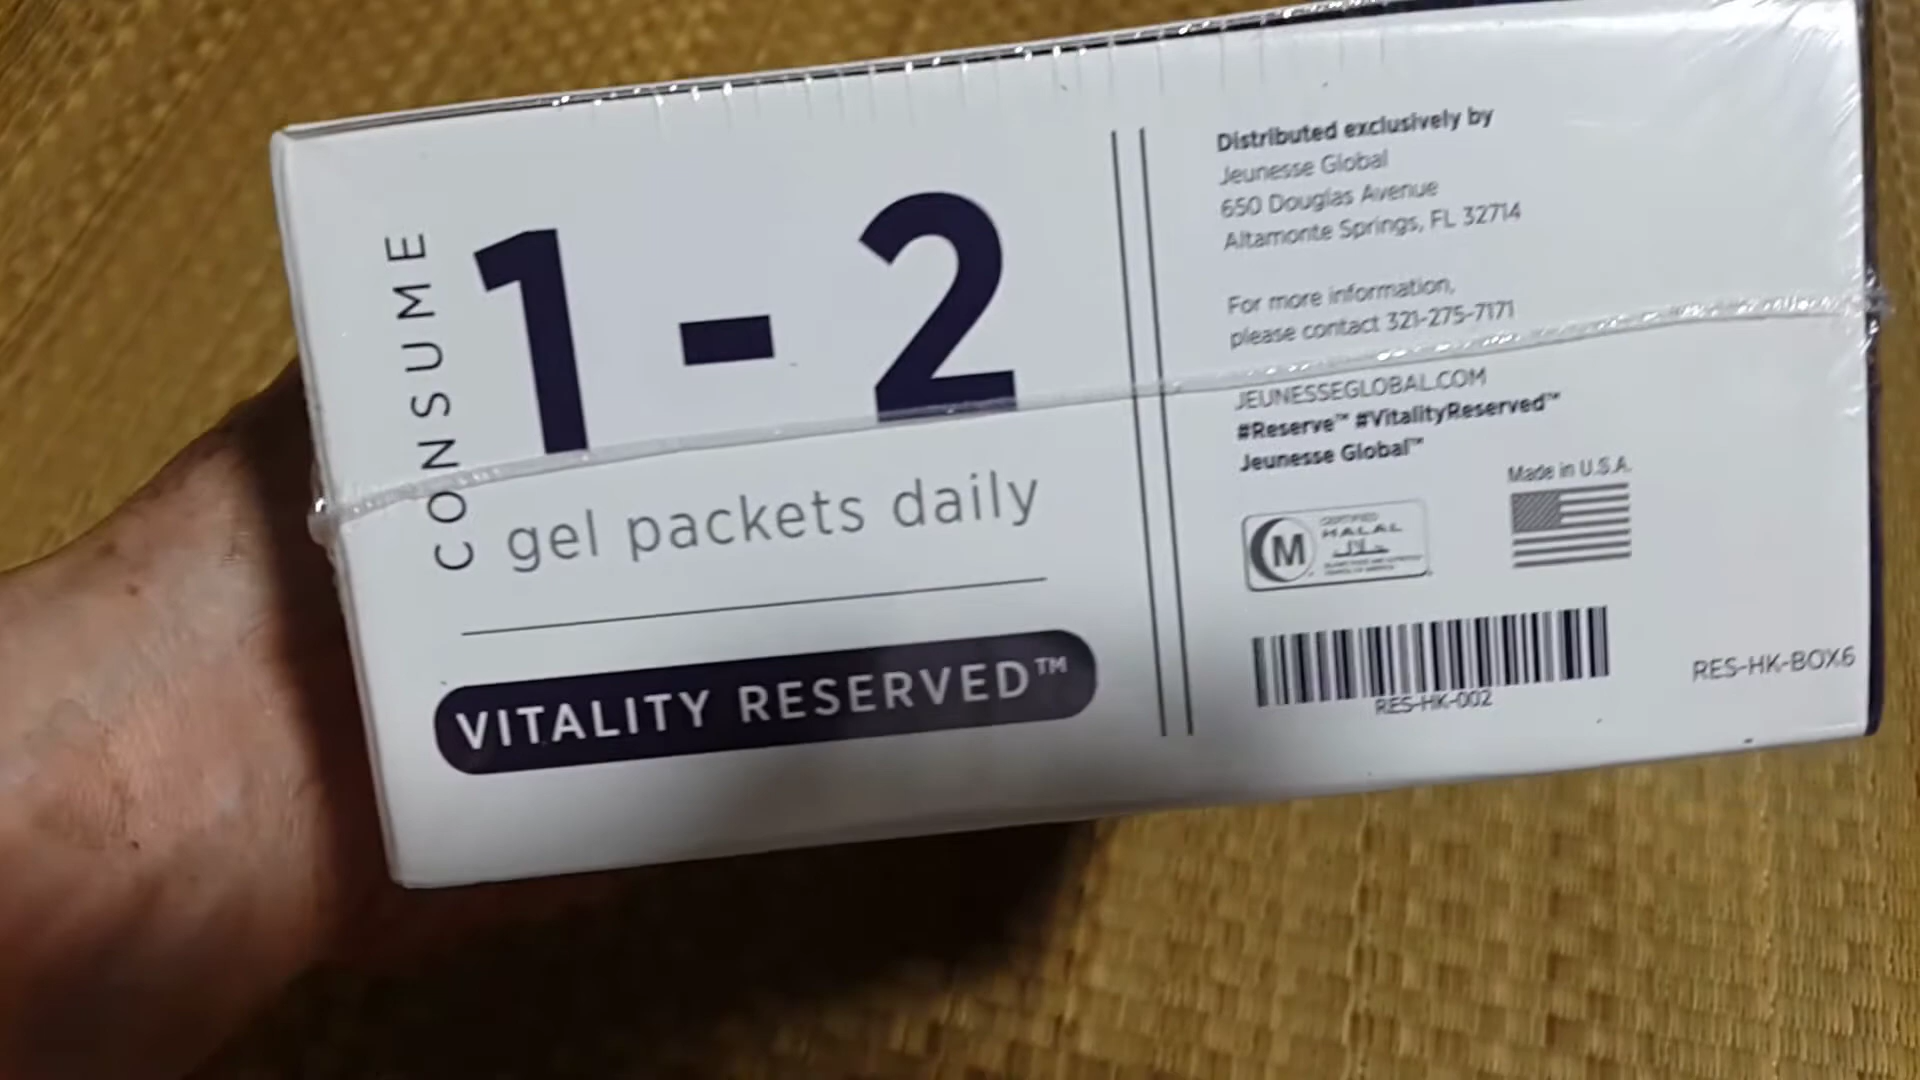 CONSUME
1 - 2
gel packets daily
VITALITY RESERVED™
Distributed exclusively by
Jeunesse Global
650 Douglas Avenue
Altamonte Springs, FL 32714
For more information,
please contact 321-275-7171
JEUNESSEGLOBAL.COM
#Reserve™ #VitalityReserved™
Jeunesse Global™
Made in U.S.A.
M
CERTIFIED
HALAL
RES-HK-002
RES-HK-BOX6